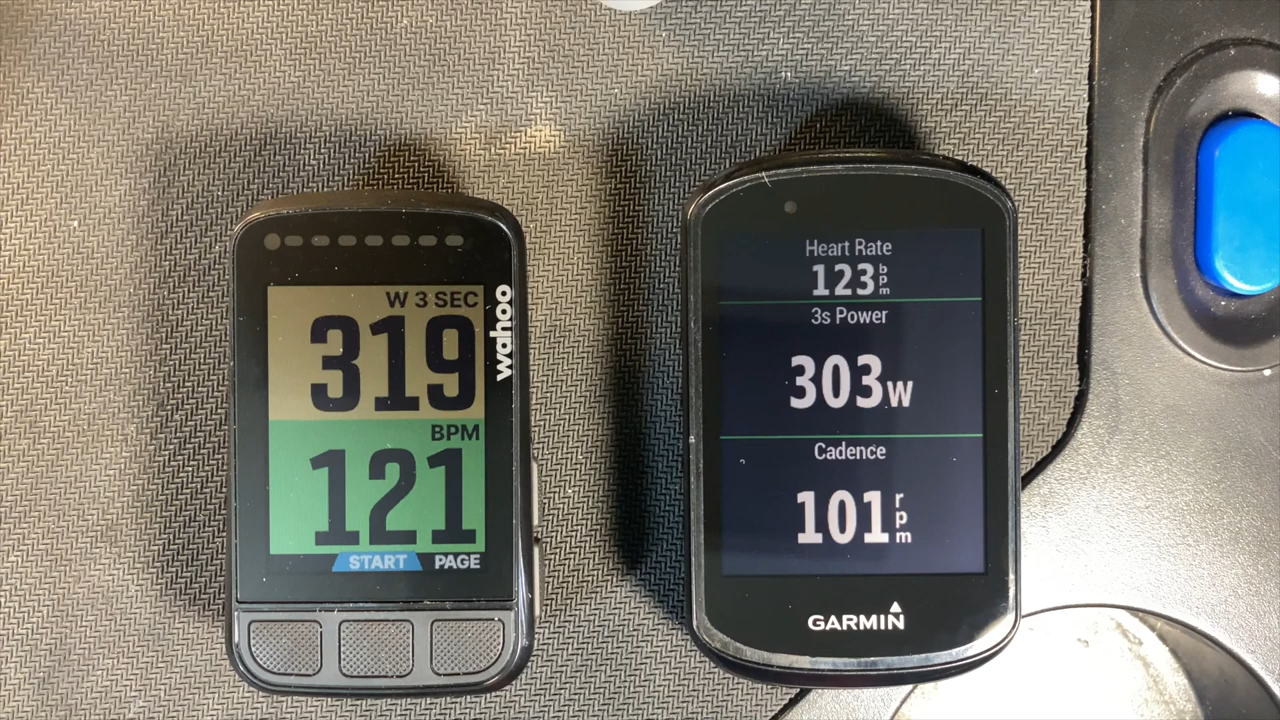 W 3 SEC
319
BPM
121
START PAGE
wahoo
Heart Rate
123 bpm
3s Power
303w
Cadence
101 rpm
GARMIN